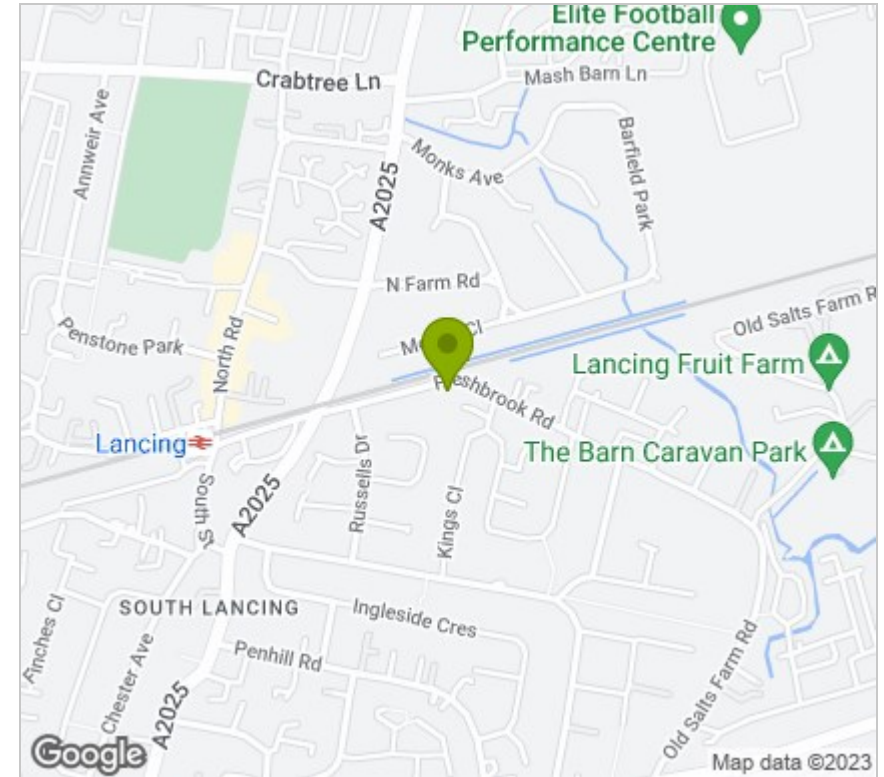 Elite Football
Performance Centre
Crabtree Ln
Mash Barn Ln
Annweir Ave
Monks Ave
Barfield Park
A2025
N Farm Rd
Old Salts Farm R
Penstone Park
North Rd
Freshbrook Rd
Lancing Fruit Farm
Lancing
The Barn Caravan Park
Russells Dr
South St
A2025
Kings Cl
SOUTH LANCING
Ingleside Cres
Finches Cl
Chester Ave
Penhill Rd
Old Salts Farm Rd
A2025
Google
Map data ©2023